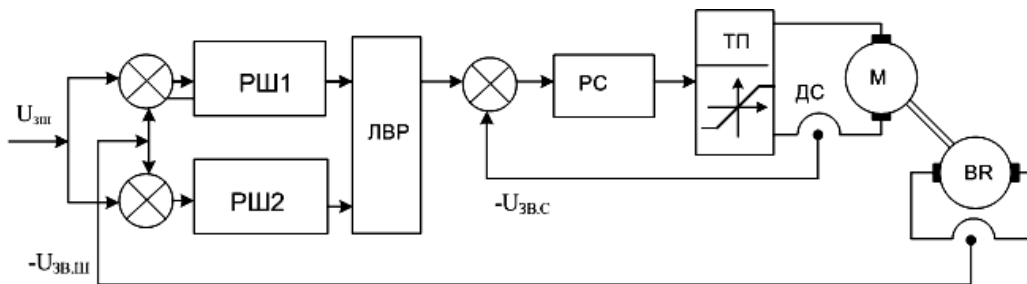 Uзш
РШ1
РШ2
ЛВР
РС
ТП
ДС
М
BR
-UЗВ.С
-UЗВ.Ш